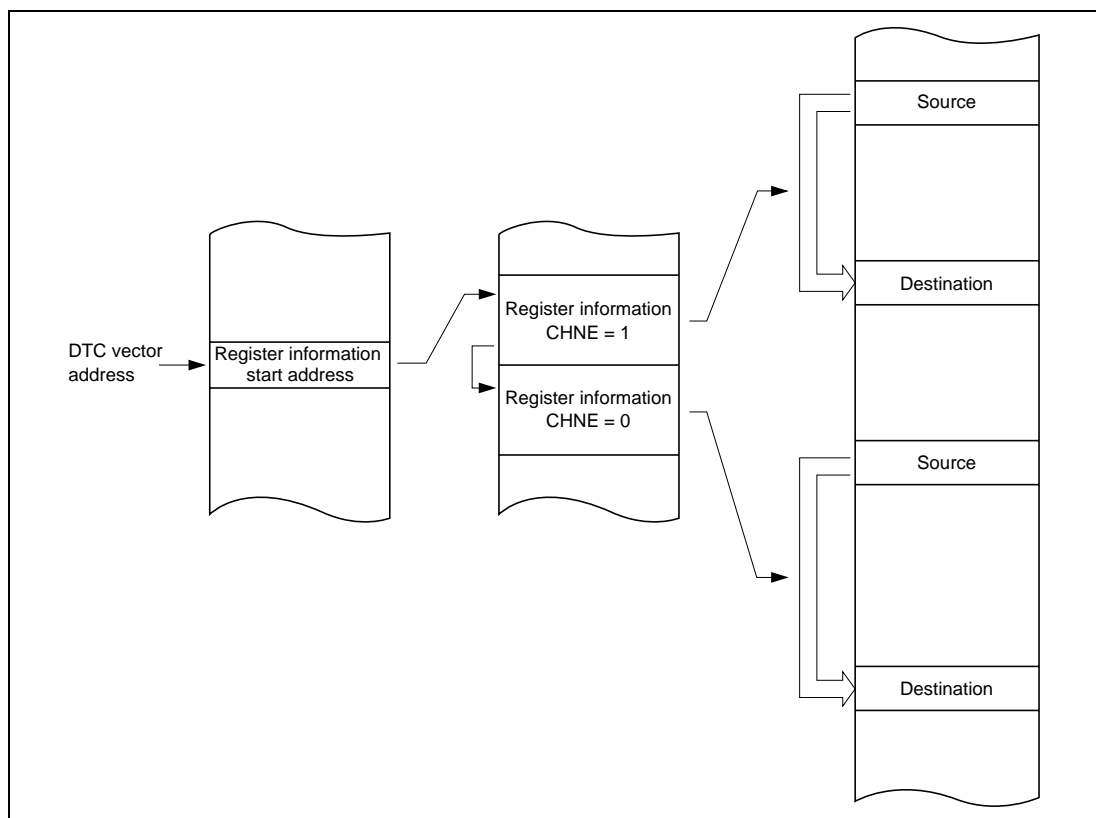 DTC vector
address
Register information
start address
Register information
CHNE = 1
Register information
CHNE = 0
Source
Destination
Source
Destination